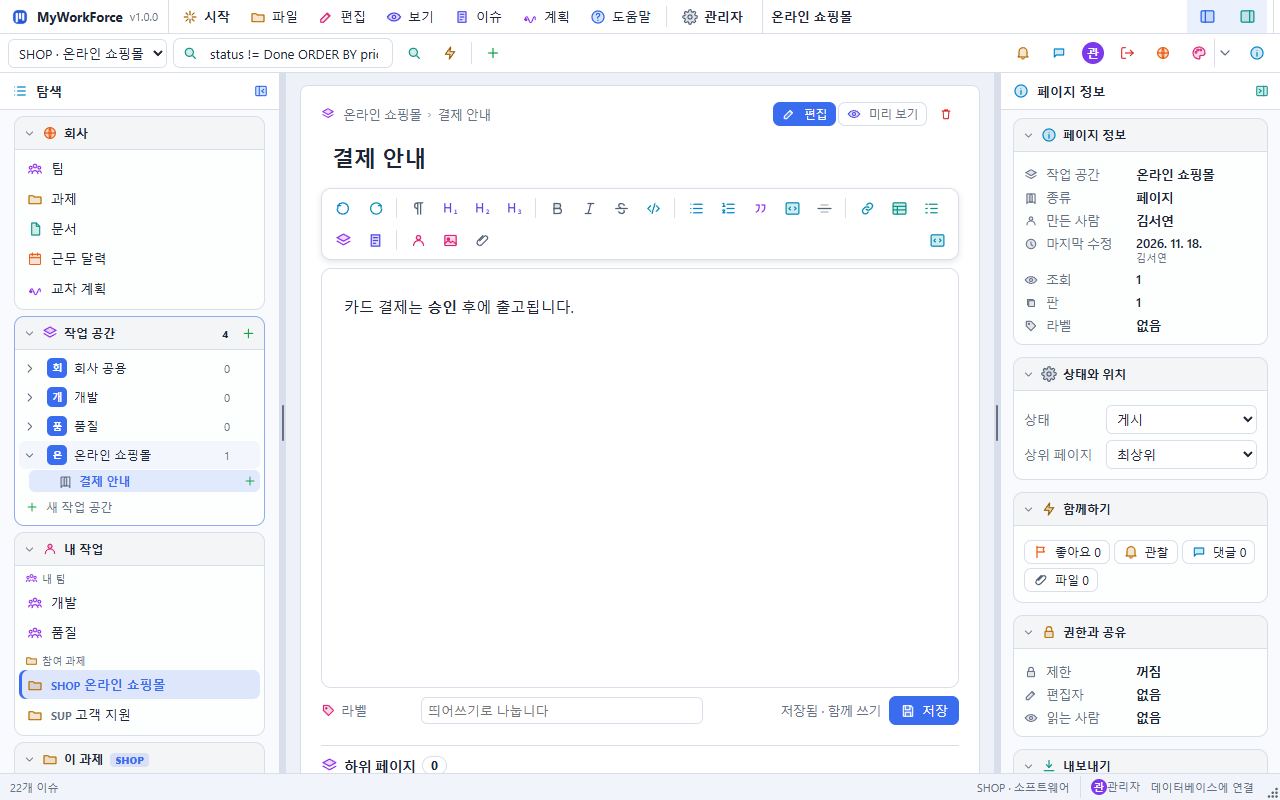 MyWorkForce v1.0.0 시작 파일 편집 보기 이슈 계획 도움말 관리자 온라인 쇼핑몰
SHOP · 온라인 쇼핑몰 status != Done ORDER BY pric 관
탐색
회사
팀
과제
문서
근무 달력
교차 계획
작업 공간 4
회 회사 공용 0
개 개발 0
품 품질 0
온 온라인 쇼핑몰 1
결제 안내
새 작업 공간
내 작업
내 팀
개발
품질
참여 과제
SHOP 온라인 쇼핑몰
SUP 고객 지원
이 과제 SHOP
온라인 쇼핑몰 › 결제 안내 편집 미리 보기
결제 안내
H1 H2 H3 B I S
카드 결제는 승인 후에 출고됩니다.
라벨 띄어쓰기로 나눕니다 저장됨 · 함께 쓰기 저장
하위 페이지 0
페이지 정보
페이지 정보
작업 공간 온라인 쇼핑몰
종류 페이지
만든 사람 김서연
마지막 수정 2026. 11. 18.
김서연
조회 1
판 1
라벨 없음
상태와 위치
상태 게시
상위 페이지 최상위
함께하기
좋아요 0 관찰 댓글 0
파일 0
권한과 공유
제한 꺼짐
편집자 없음
읽는 사람 없음
내보내기
22개 이슈 SHOP · 소프트웨어 관 관리자 데이터베이스에 연결